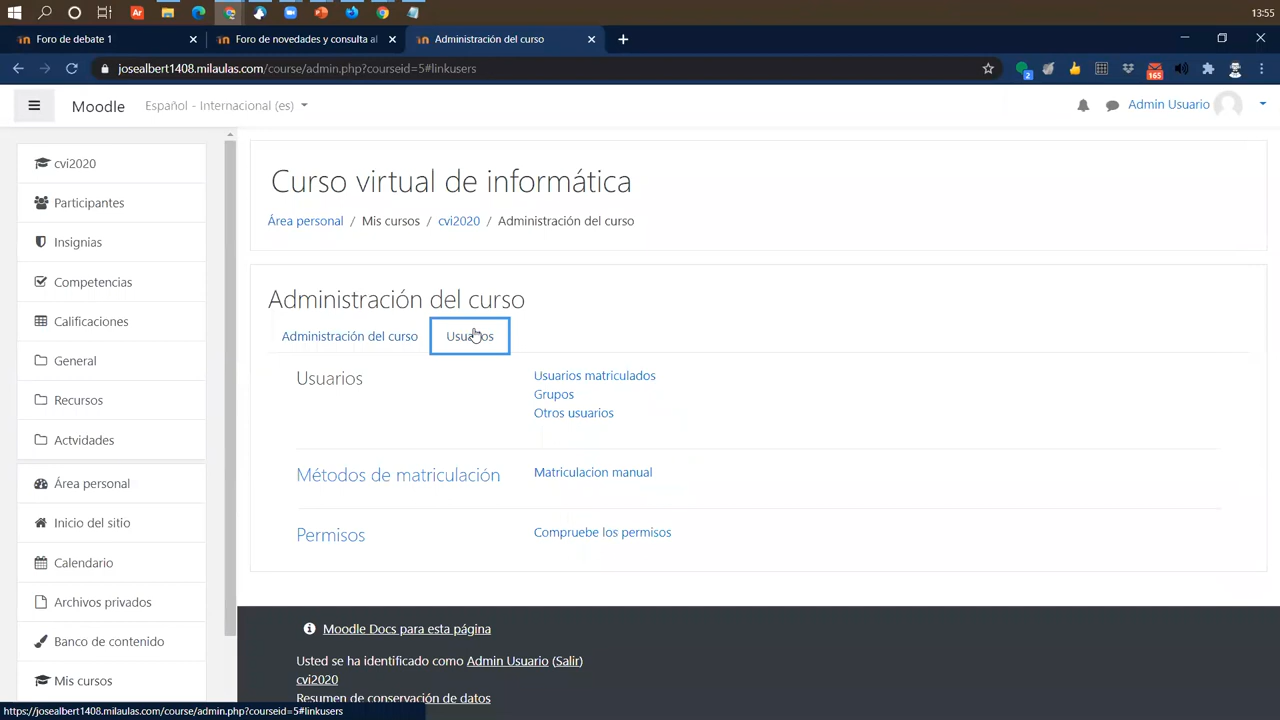 13:55
Foro de debate 1
Foro de novedades y consulta al
Administración del curso
josealbert1408.milaulas.com/course/admin.php?courseid=5#linkusers
2
165
Moodle
Español - Internacional (es)
Admin Usuario
cvi2020
Participantes
Insignias
Competencias
Calificaciones
General
Recursos
Actvidades
Área personal
Inicio del sitio
Calendario
Archivos privados
Banco de contenido
Mis cursos
Curso virtual de informática
Área personal / Mis cursos / cvi2020 / Administración del curso
Administración del curso
Administración del curso Usuarios
Usuarios
Usuarios matriculados
Grupos
Otros usuarios
Métodos de matriculación
Matriculacion manual
Permisos
Compruebe los permisos
Moodle Docs para esta página
Usted se ha identificado como Admin Usuario (Salir)
cvi2020
Resumen de conservación de datos
https://josealbert1408.milaulas.com/course/admin.php?courseid=5#linkusers